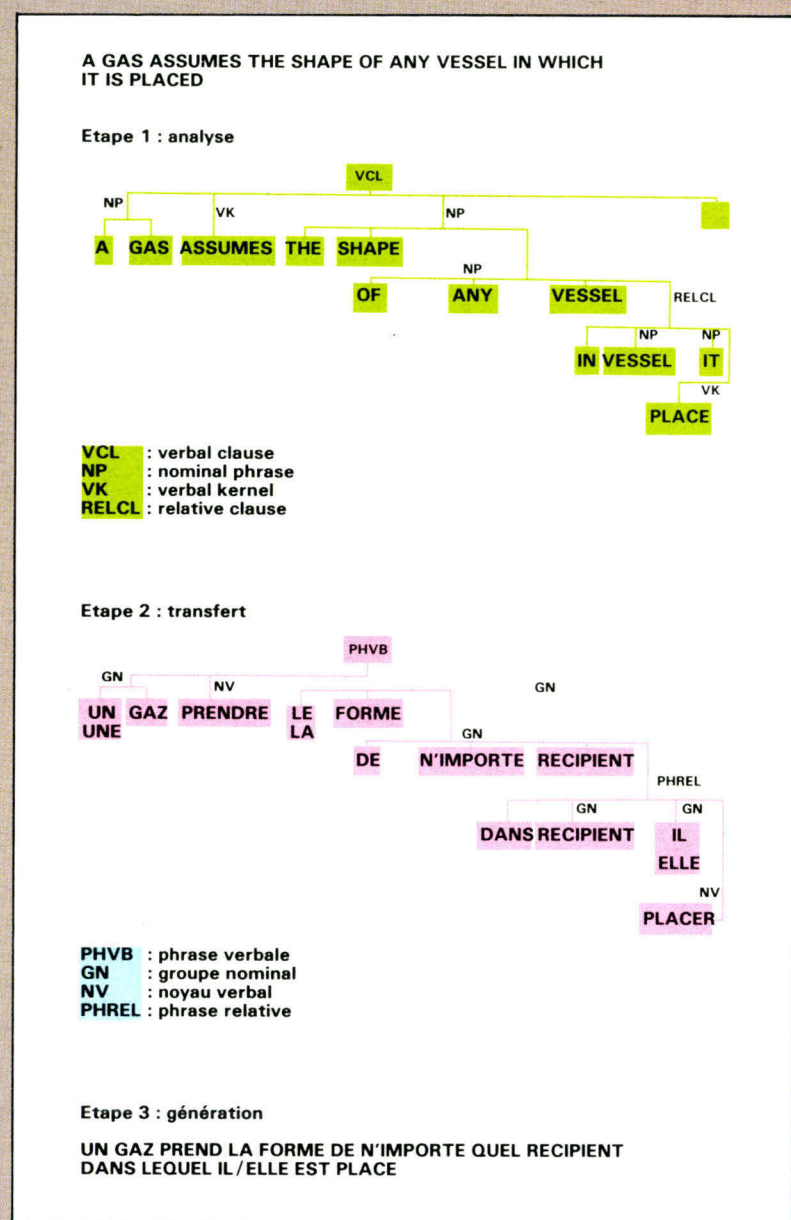 A GAS ASSUMES THE SHAPE OF ANY VESSEL IN WHICH
IT IS PLACED
Etape 1 : analyse
VCL
NP VK NP
A GAS ASSUMES THE SHAPE
NP
OF ANY VESSEL RELCL
NP NP
IN VESSEL IT
VK
PLACE
VCL : verbal clause
NP : nominal phrase
VK : verbal kernel
RELCL : relative clause
Etape 2 : transfert
PHVB
GN NV GN
UN GAZ PRENDRE LE FORME
UNE LA
GN
DE N'IMPORTE RECIPIENT
PHREL
GN GN
DANS RECIPIENT IL
ELLE
NV
PLACER
PHVB : phrase verbale
GN : groupe nominal
NV : noyau verbal
PHREL : phrase relative
Etape 3 : génération
UN GAZ PREND LA FORME DE N'IMPORTE QUEL RECIPIENT
DANS LEQUEL IL/ELLE EST PLACE